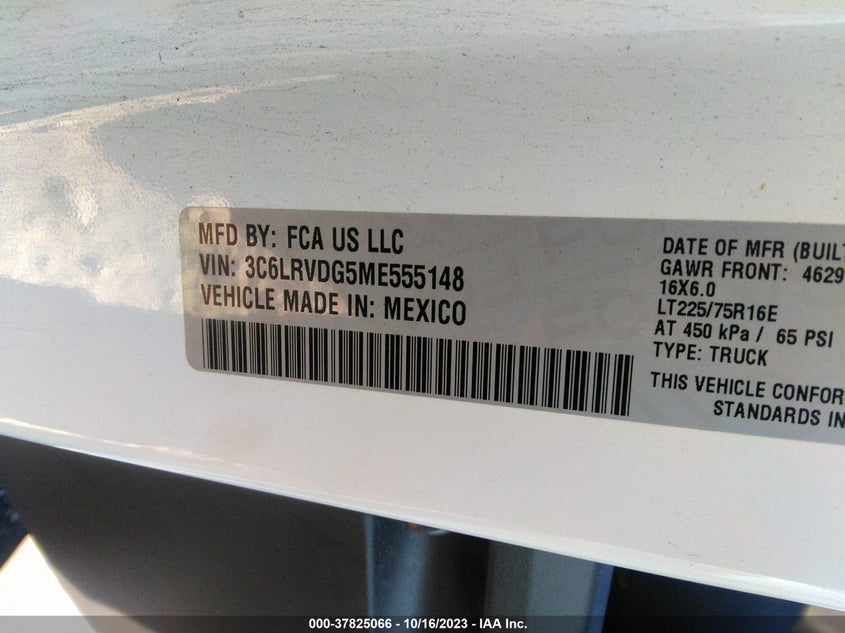 MFD BY: FCA US LLC
VIN: 3C6LRVDG5ME555148
VEHICLE MADE IN: MEXICO
DATE OF MFR (BUILT
GAWR FRONT: 4629
16X6.0
LT225/75R16E
AT 450 kPa / 65 PSI
TYPE: TRUCK
THIS VEHICLE CONFOR
STANDARDS IN
000-37825066 - 10/16/2023 - IAA Inc.